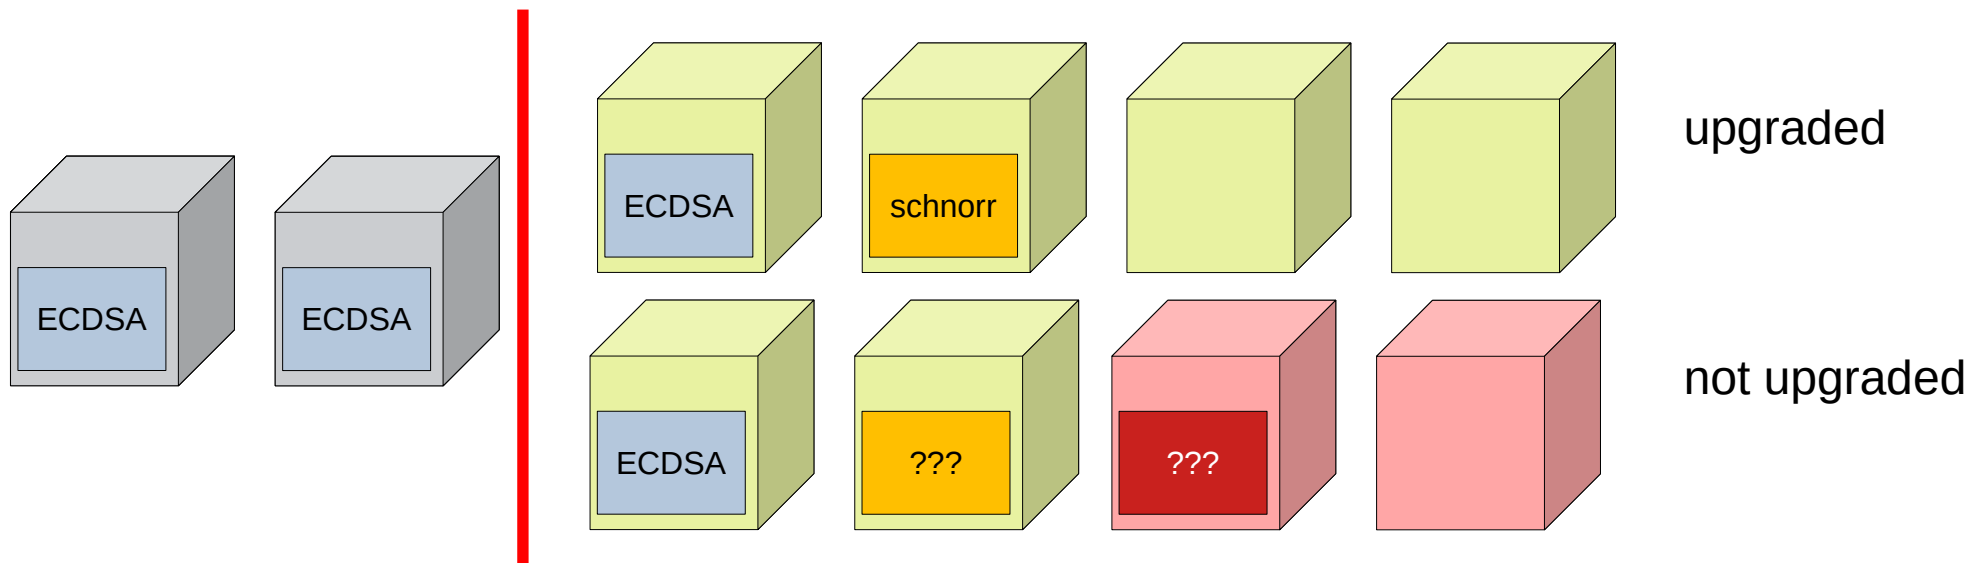 ECDSA
ECDSA
ECDSA
schnorr
upgraded
ECDSA
???
???
not upgraded